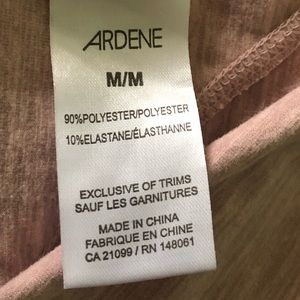 ARDENE
M/M
90%POLYESTER/POLYESTER
10%ELASTANE/ÉLASTHANNE
EXCLUSIVE OF TRIMS
SAUF LES GARNITURES
MADE IN CHINA
FABRIQUE EN CHINE
CA 21099 / RN 148061